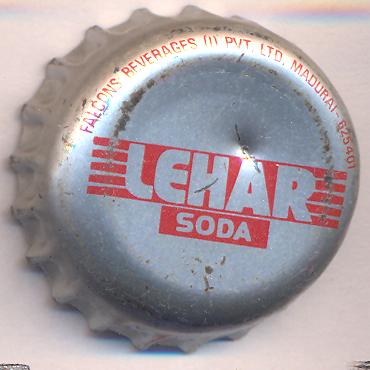 FALCONS BEVERAGES (I) PVT. LTD. MADURAI - 625401
LEHAR
SODA